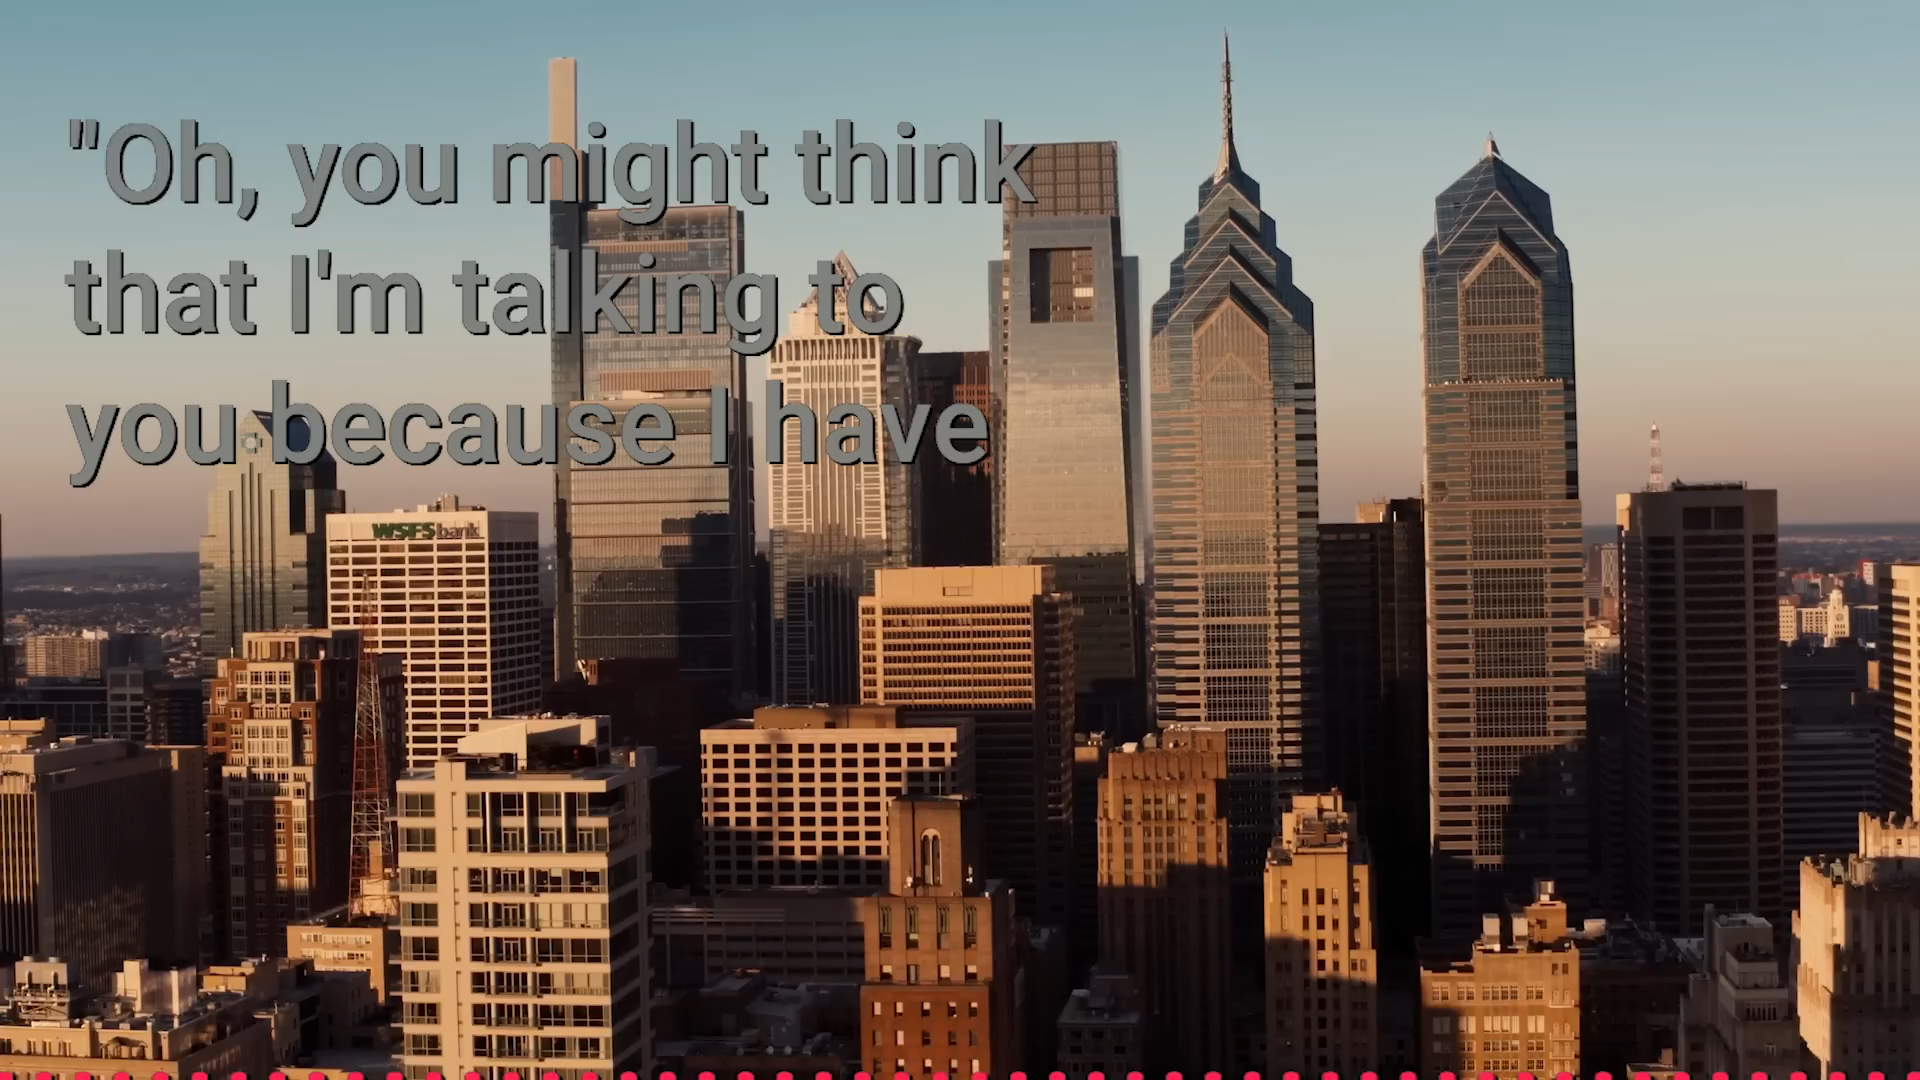 "Oh, you might think
that I'm talking to
you because I have
WSFS bank